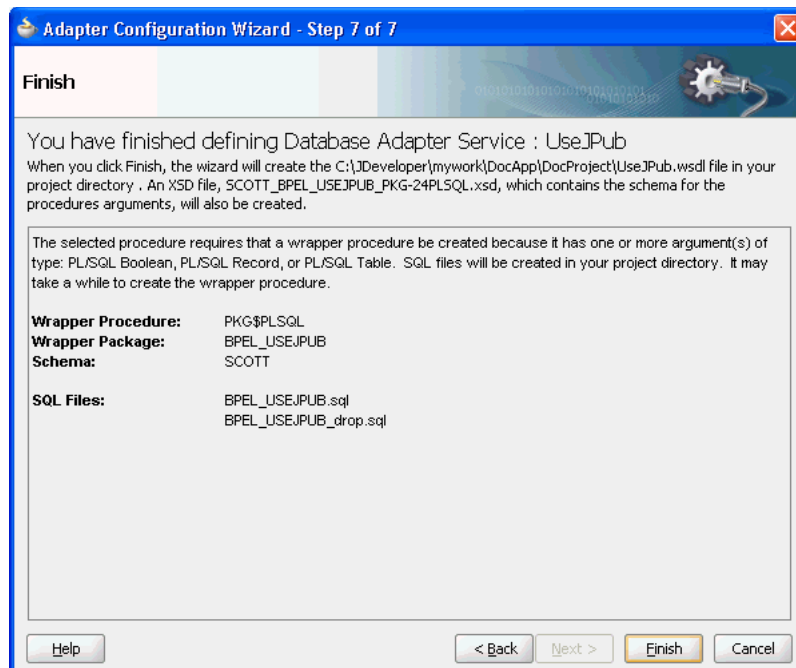 Adapter Configuration Wizard - Step 7 of 7
Finish
You have finished defining Database Adapter Service : UseJPub
When you click Finish, the wizard will create the C:\JDeveloper\mywork\DocApp\DocProject\UseJPub.wsdl file in your
project directory . An XSD file, SCOTT_BPEL_USEJPUB_PKG-24PLSQL.xsd, which contains the schema for the
procedures arguments, will also be created.
The selected procedure requires that a wrapper procedure be created because it has one or more argument(s) of
type: PL/SQL Boolean, PL/SQL Record, or PL/SQL Table. SQL files will be created in your project directory. It may
take a while to create the wrapper procedure.
Wrapper Procedure: PKG$PLSQL
Wrapper Package: BPEL_USEJPUB
Schema: SCOTT
SQL Files: BPEL_USEJPUB.sql
BPEL_USEJPUB_drop.sql
Help < Back Next > Finish Cancel